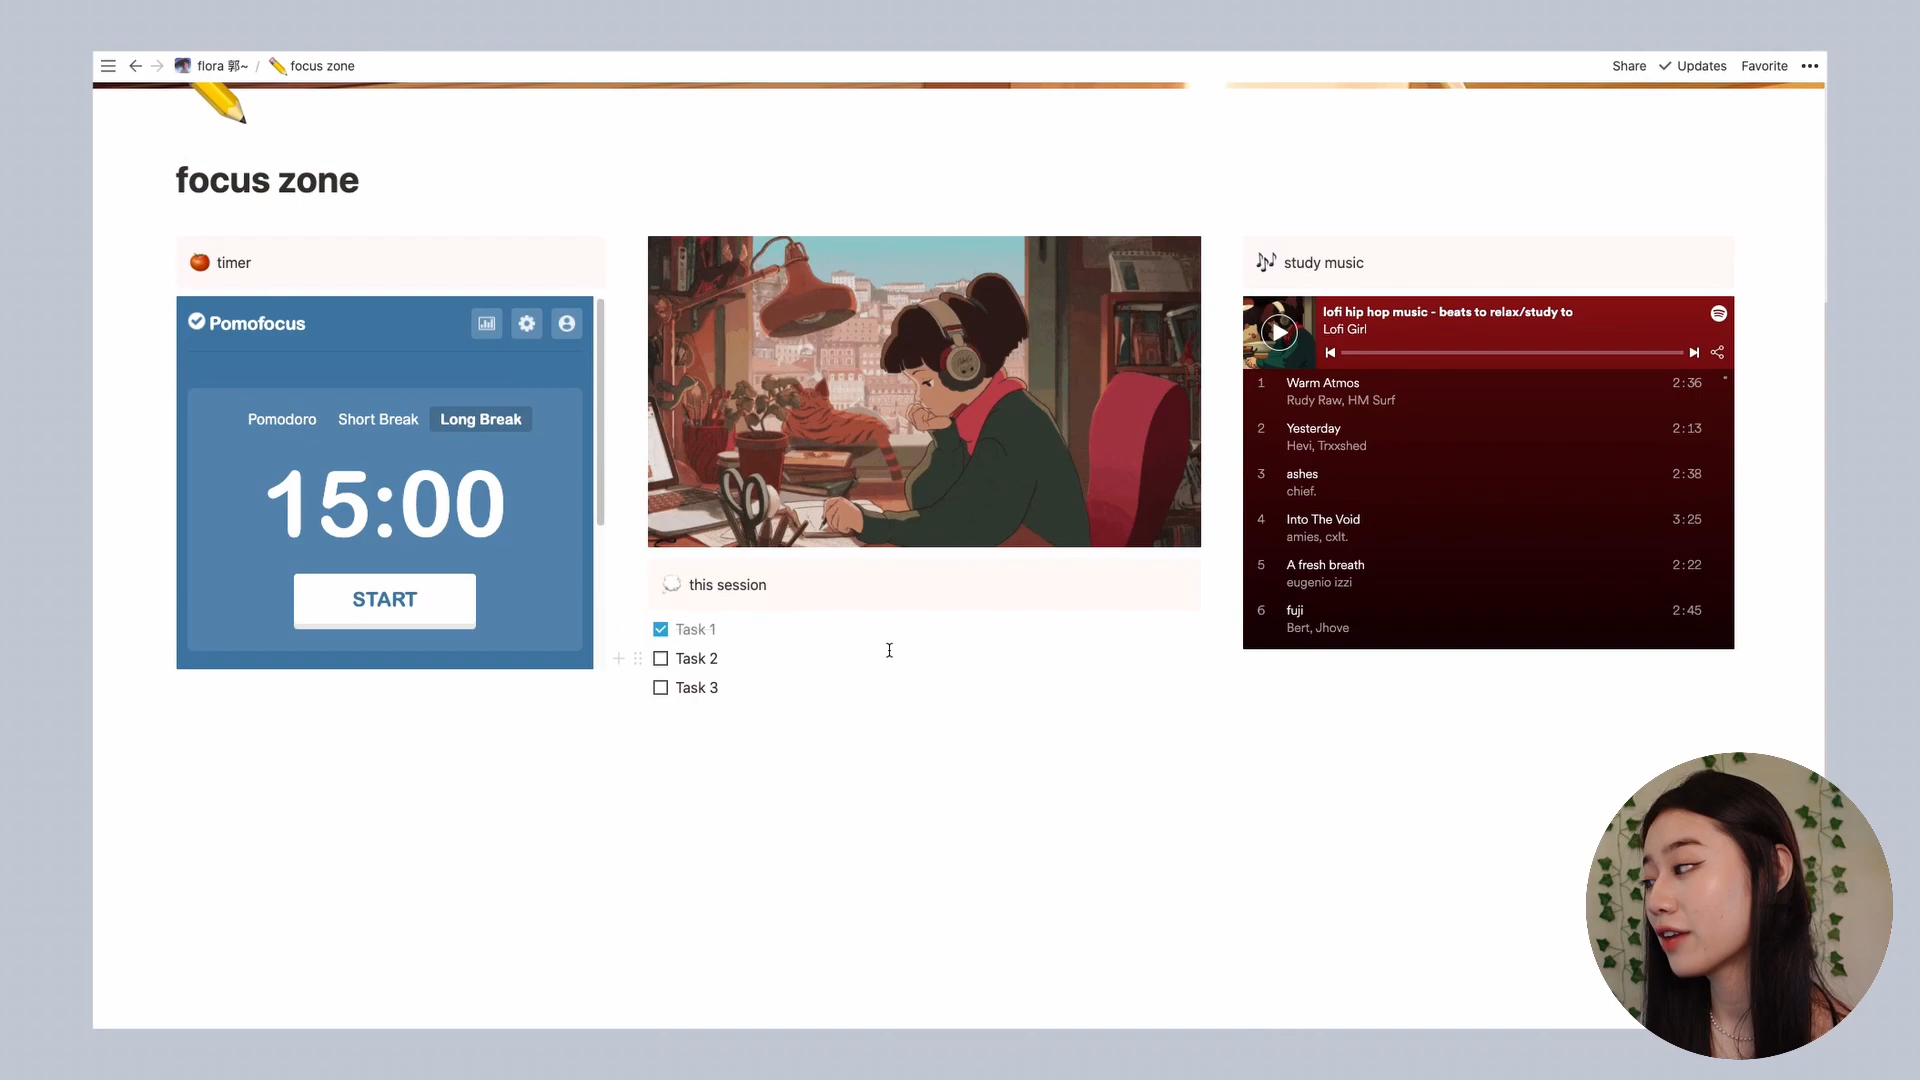 flora 郭~ / focus zone
Share Updates Favorite
focus zone
timer
Pomofocus
Pomodoro Short Break Long Break
15:00
START
this session
Task 1
Task 2
Task 3
study music
lofi hip hop music - beats to relax/study to
Lofi Girl
1 Warm Atmos 2:36
Rudy Raw, HM Surf
2 Yesterday 2:13
Hevi, Trxxshed
3 ashes 2:38
chief.
4 Into The Void 3:25
amies, cxlt.
5 A fresh breath 2:22
eugenio izzi
6 fuji 2:45
Bert, Jhove